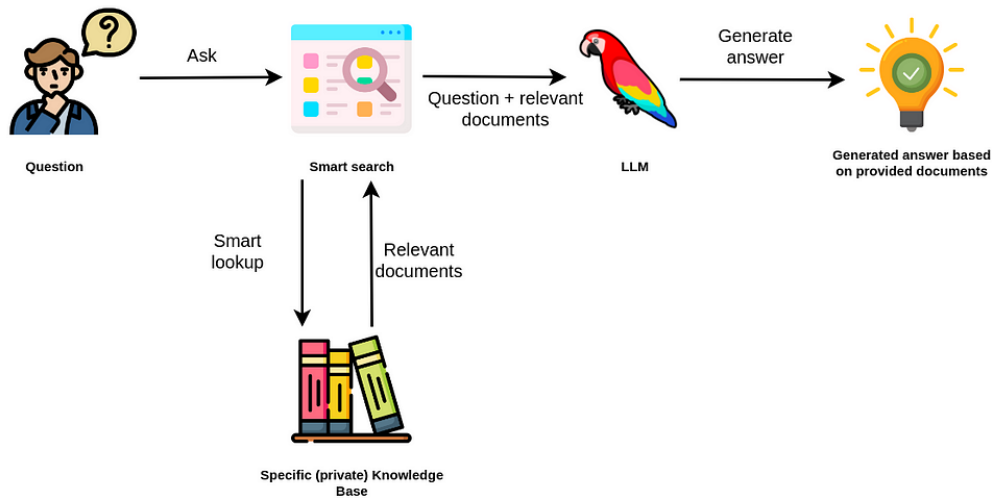 ?
Ask
Question + relevant
documents
Generate
answer
Question
Smart search
LLM
Generated answer based
on provided documents
Smart
lookup
Relevant
documents
Specific (private) Knowledge
Base